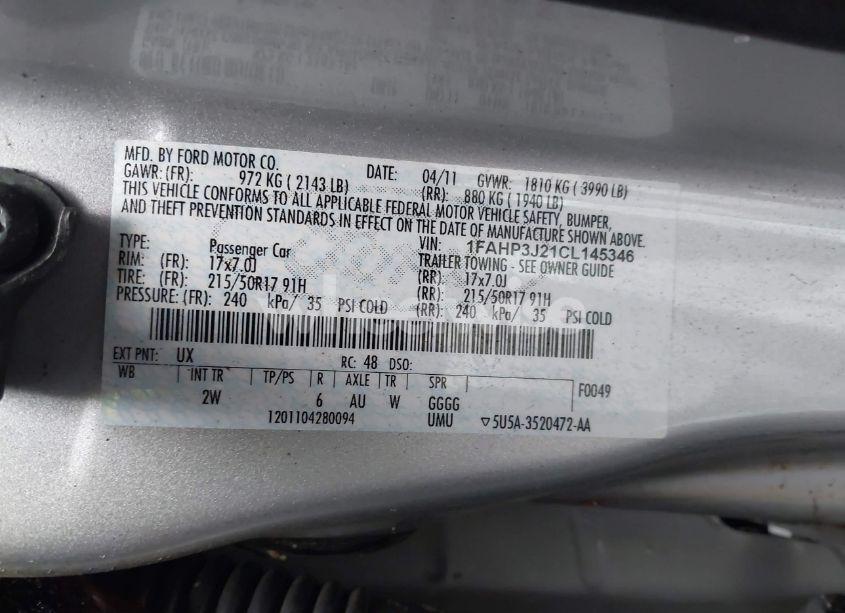 MFD. BY FORD MOTOR CO. DATE: 04/11 GVWR: 1810 KG ( 3990 LB)
GAWR: (FR): 972 KG ( 2143 LB) (RR): 880 KG ( 1940 LB)
THIS VEHICLE CONFORMS TO ALL APPLICABLE FEDERAL MOTOR VEHICLE SAFETY, BUMPER,
AND THEFT PREVENTION STANDARDS IN EFFECT ON THE DATE OF MANUFACTURE SHOWN ABOVE.
VIN: 1FAHP3J21CL145346
TYPE: Passenger Car TRAILER TOWING - SEE OWNER GUIDE
RIM: (FR): 17x7.0J (RR): 17x7.0J
TIRE: (FR): 215/50R17 91H (RR): 215/50R17 91H
PRESSURE: (FR): 240 kPa/ 35 PSI COLD (RR): 240 kPa/ 35 PSI COLD
EXT PNT: UX RC: 48 DSO:
WB INT TR TP/PS R AXLE TR SPR F0049
2W 6 AU W GGGG
1201104280094 UMU ▽5U5A-3520472-AA